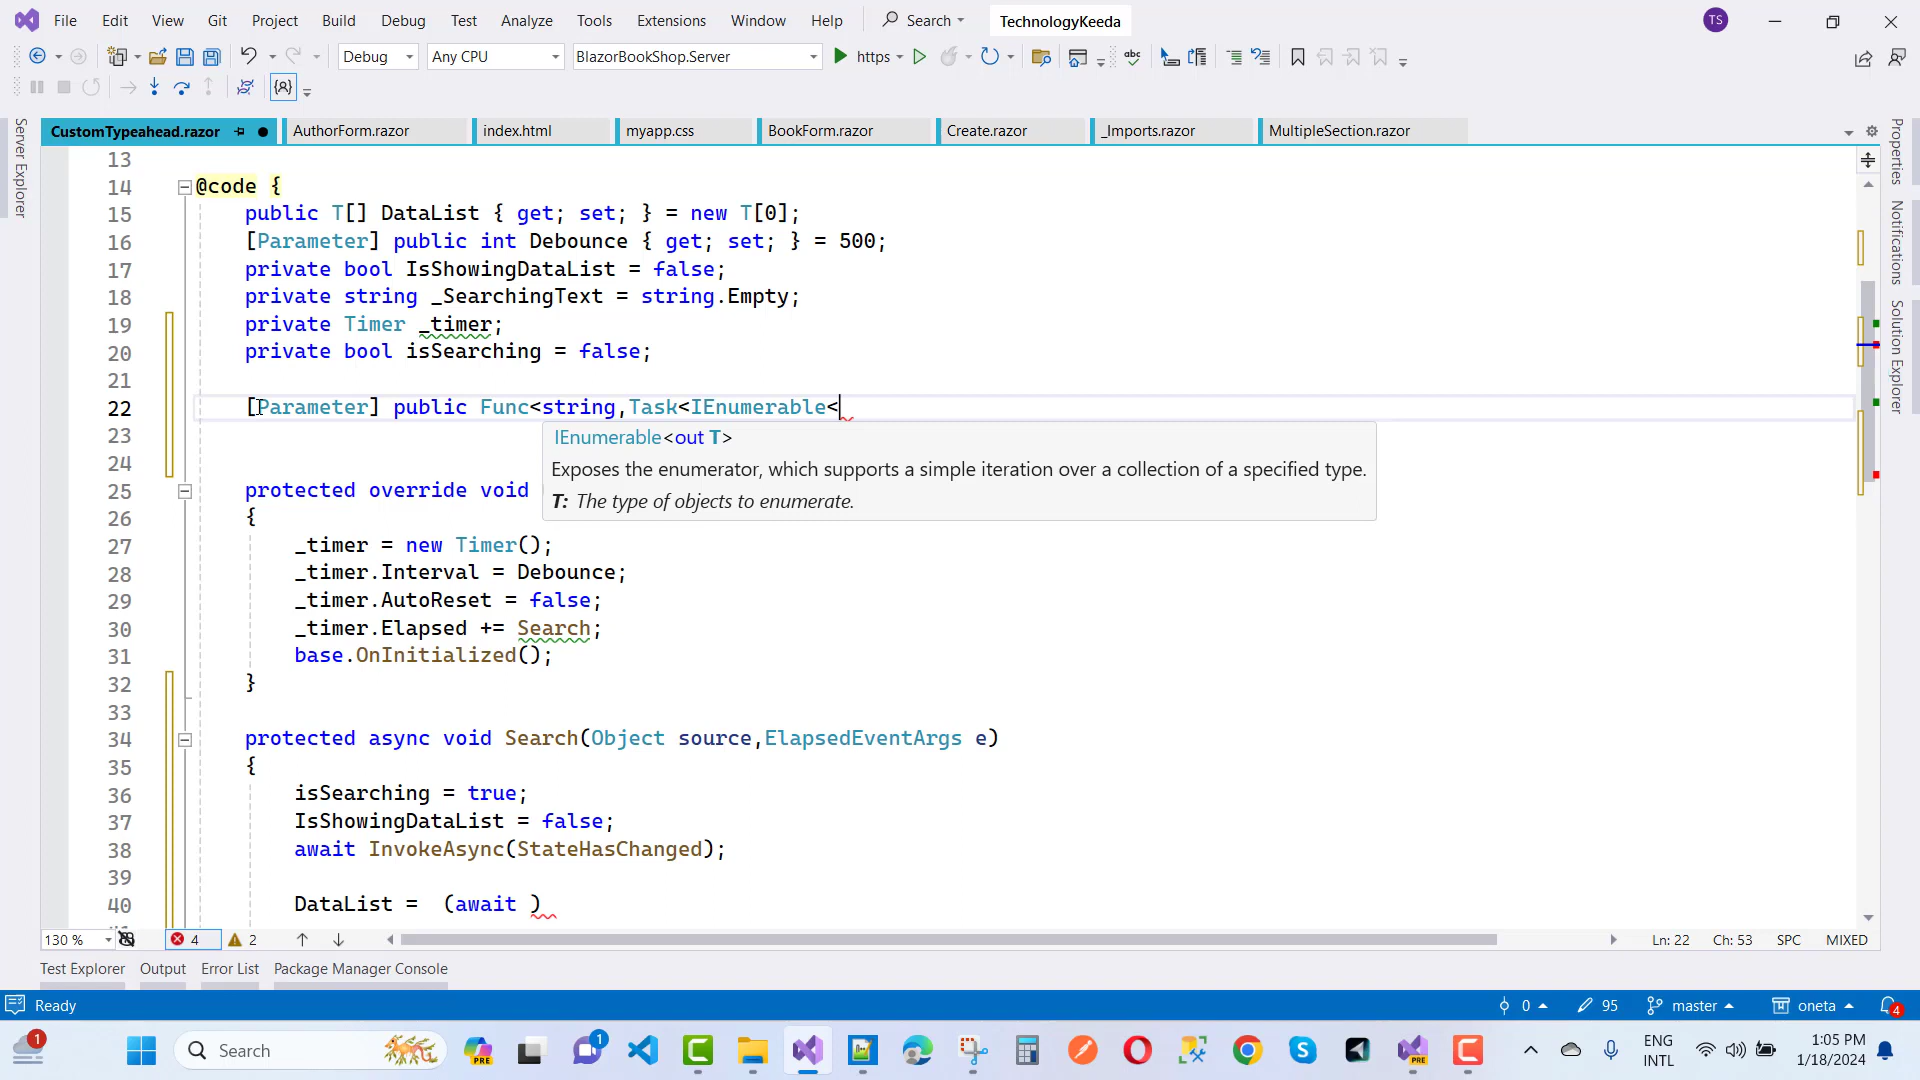 File Edit View Git Project Build Debug Test Analyze Tools Extensions Window Help Search TechnologyKeeda TS
Debug Any CPU BlazorBookShop.Server https
CustomTypeahead.razor AuthorForm.razor index.html myapp.css BookForm.razor Create.razor _Imports.razor MultipleSection.razor
Server Explorer
Properties
Notifications
Solution Explorer
13
14 @code {
15 public T[] DataList { get; set; } = new T[0];
16 [Parameter] public int Debounce { get; set; } = 500;
17 private bool IsShowingDataList = false;
18 private string _SearchingText = string.Empty;
19 private Timer _timer;
20 private bool isSearching = false;
21
22 [Parameter] public Func<string,Task<IEnumerable<
23
IEnumerable<out T>
Exposes the enumerator, which supports a simple iteration over a collection of a specified type.
T: The type of objects to enumerate.
24
25 protected override void
26 {
27 _timer = new Timer();
28 _timer.Interval = Debounce;
29 _timer.AutoReset = false;
30 _timer.Elapsed += Search;
31 base.OnInitialized();
32 }
33
34 protected async void Search(Object source,ElapsedEventArgs e)
35 {
36 isSearching = true;
37 IsShowingDataList = false;
38 await InvokeAsync(StateHasChanged);
39
40 DataList = (await )
130 % 4 2 Ln: 22 Ch: 53 SPC MIXED
Test Explorer Output Error List Package Manager Console
Ready 0 95 master oneta 4
1 Search PRE 1 PRE ENG INTL 1:05 PM 1/18/2024